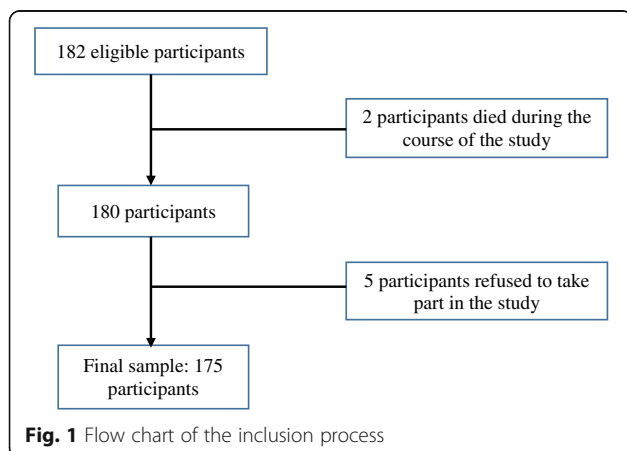 182 eligible participants
2 participants died during the
course of the study
180 participants
5 participants refused to take
part in the study
Final sample: 175
participants
Fig. 1 Flow chart of the inclusion process